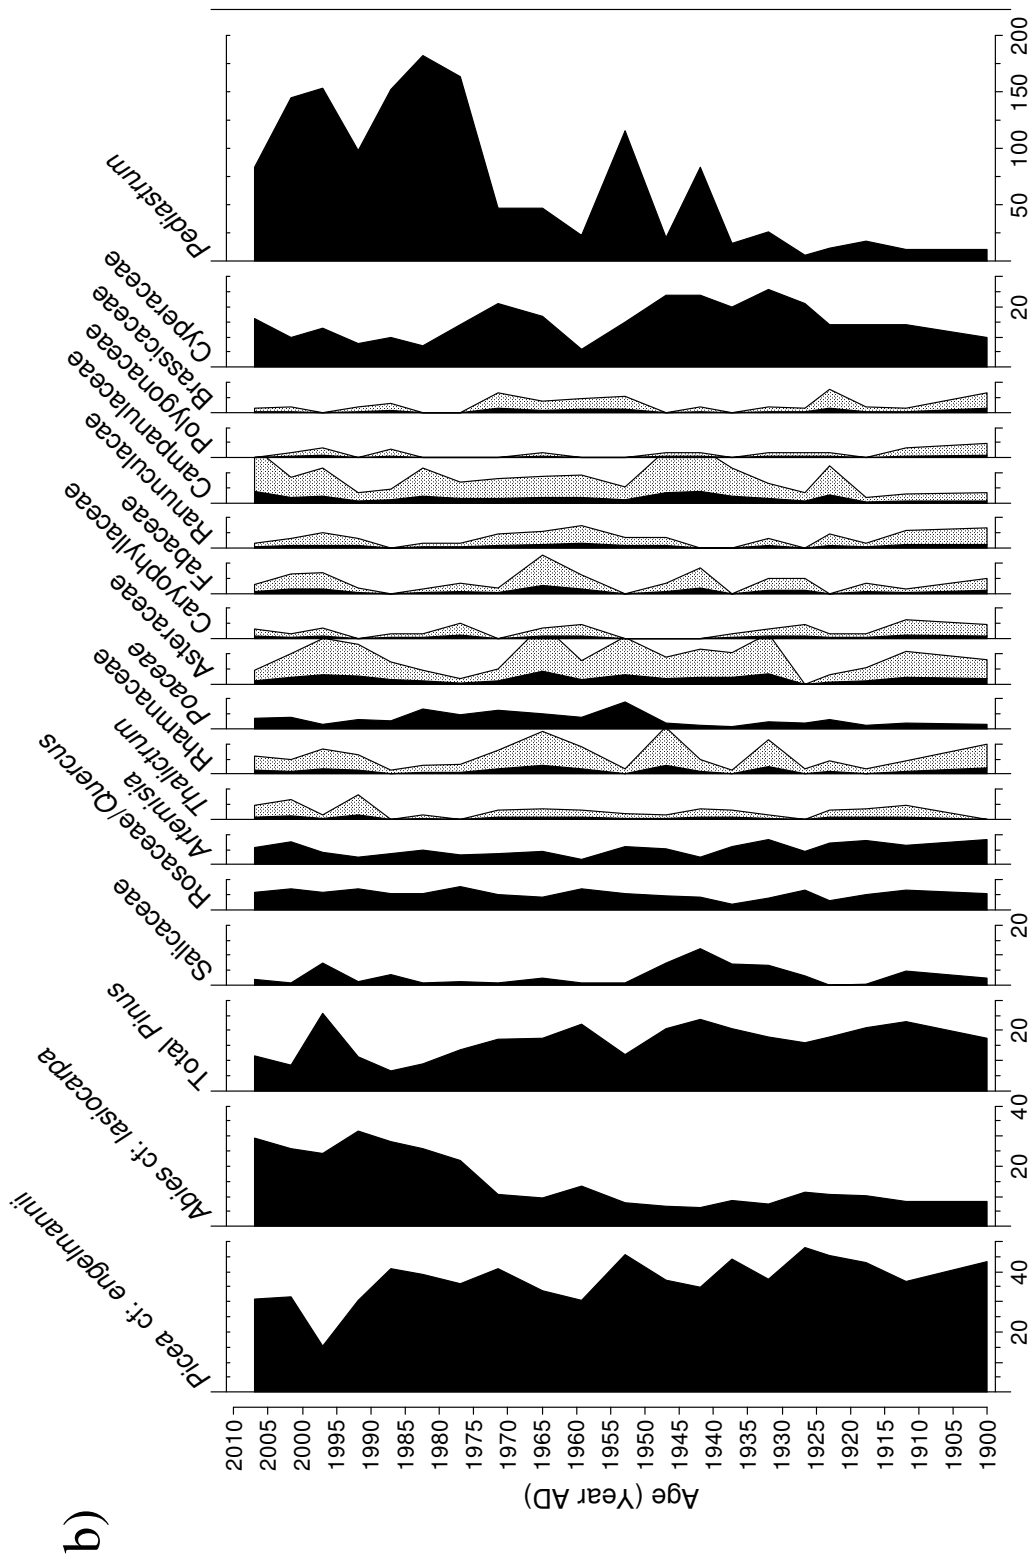 b)
Picea cf. engelmannii
Abies cf. lasiocarpa
Total Pinus
Salicaceae
Rosaceae/Quercus
Artemisia
Thalictrum
Rhamnaceae
Poaceae
Asteraceae
Caryophyllaceae
Fabaceae
Ranunculaceae
Campanulaceae
Polygonaceae
Brassicaceae
Cyperaceae
Pediastrum
Age (Year AD)
2010
2005
2000
1995
1990
1985
1980
1975
1970
1965
1960
1955
1950
1945
1940
1935
1930
1925
1920
1915
1910
1905
1900
20 40
20 40
20
20
20
50 100 150 200